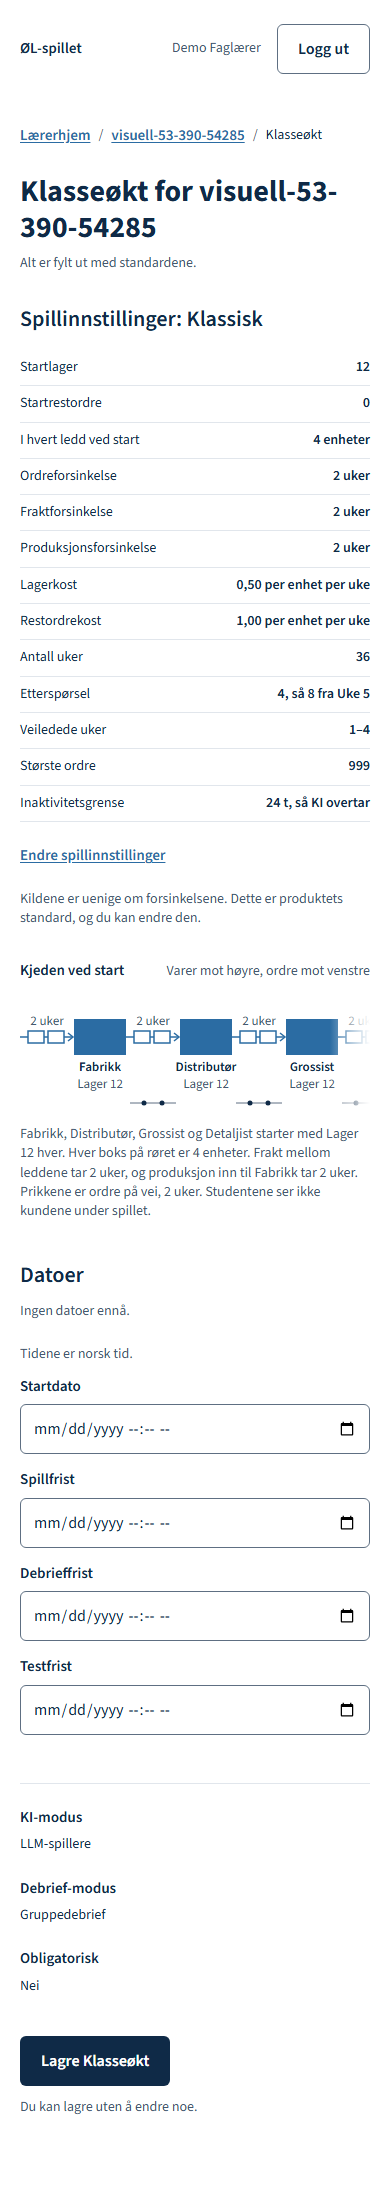 ØL-spillet
Demo Faglærer
Logg ut
Lærerhjem / visuell-53-390-54285 / Klasseøkt
Klasseøkt for visuell-53-
390-54285
Alt er fylt ut med standardene.
Spillinnstillinger: Klassisk
Startlager 12
Startrestordre 0
I hvert ledd ved start 4 enheter
Ordreforsinkelse 2 uker
Fraktforsinkelse 2 uker
Produksjonsforsinkelse 2 uker
Lagerkost 0,50 per enhet per uke
Restordrekost 1,00 per enhet per uke
Antall uker 36
Etterspørsel 4, så 8 fra Uke 5
Veiledede uker 1–4
Største ordre 999
Inaktivitetsgrense 24 t, så KI overtar
Endre spillinnstillinger
Kildene er uenige om forsinkelsene. Dette er produktets
standard, og du kan endre den.
Kjeden ved start Varer mot høyre, ordre mot venstre
2 uker 2 uker 2 uker
Fabrikk Distributør Grossist
Lager 12 Lager 12 Lager 12
Fabrikk, Distributør, Grossist og Detaljist starter med Lager
12 hver. Hver boks på røret er 4 enheter. Frakt mellom
leddene tar 2 uker, og produksjon inn til Fabrikk tar 2 uker.
Prikkene er ordre på vei, 2 uker. Studentene ser ikke
kundene under spillet.
Datoer
Ingen datoer ennå.
Tidene er norsk tid.
Startdato
mm/dd/yyyy --:-- --
Spillfrist
mm/dd/yyyy --:-- --
Debrieffrist
mm/dd/yyyy --:-- --
Testfrist
mm/dd/yyyy --:-- --
KI-modus
LLM-spillere
Debrief-modus
Gruppedebrief
Obligatorisk
Nei
Lagre Klasseøkt
Du kan lagre uten å endre noe.